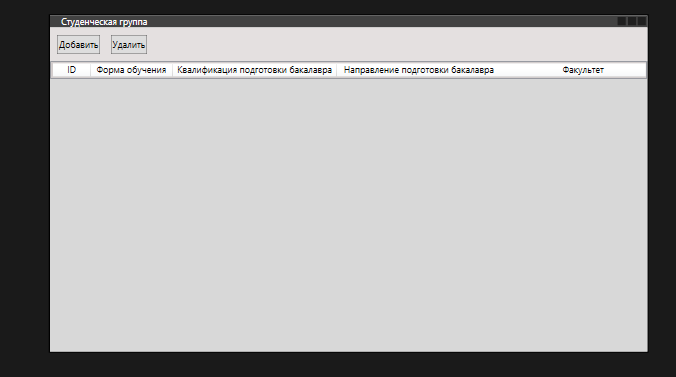 Студенческая группа
Добавить Удалить
ID Форма обучения Квалификация подготовки бакалавра Направление подготовки бакалавра Факультет